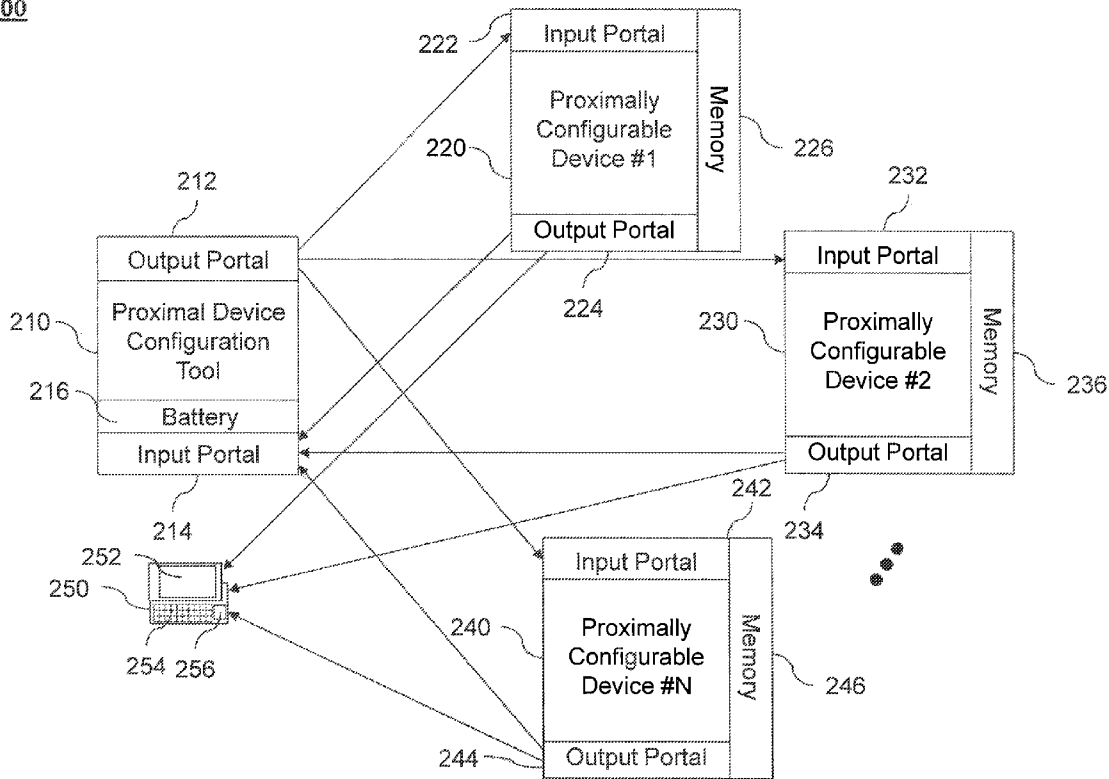 00
222
Input Portal
Proximally
Configurable
Device #1
Memory
220
226
Output Portal
224
212
Output Portal
Proximal Device
Configuration
Tool
210
216
Battery
Input Portal
214
232
Input Portal
230
Proximally
Configurable
Device #2
Memory
236
Output Portal
234
242
Input Portal
240
Proximally
Configurable
Device #N
Memory
246
Output Portal
244
252
250
254
256